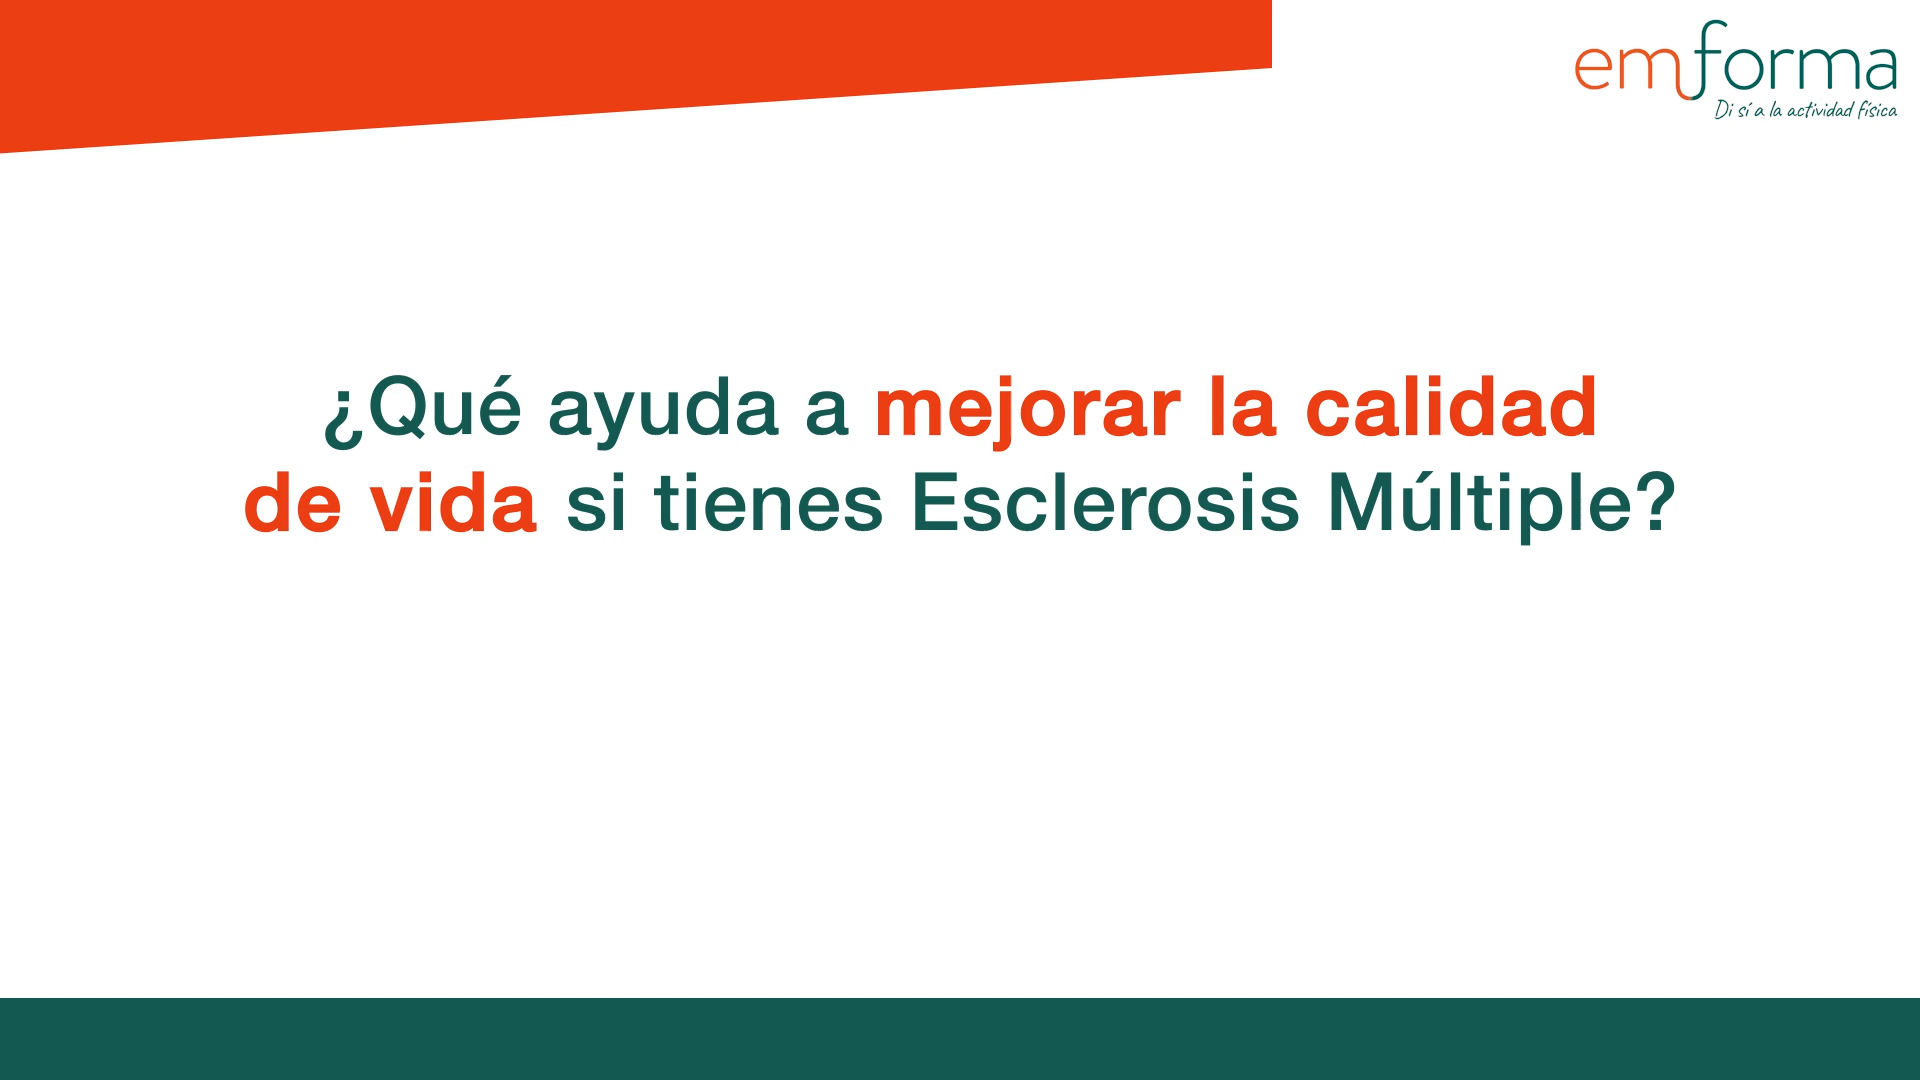 emforma
Di sí a la actividad física
¿Qué ayuda a mejorar la calidad
de vida si tienes Esclerosis Múltiple?